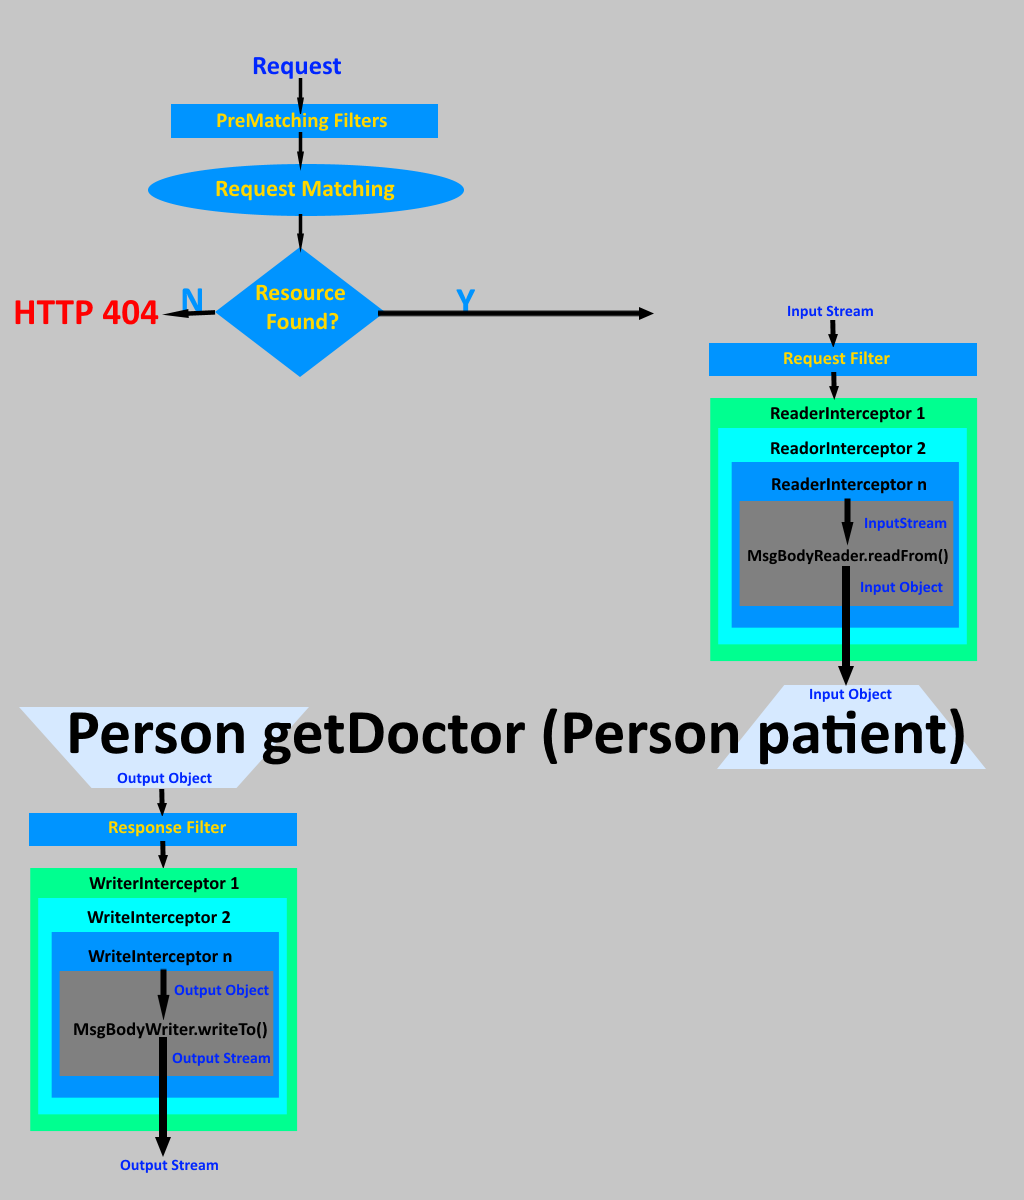 Request
PreMatching Filters
Request Matching
Resource
Found?
N
HTTP 404
Y
Input Stream
Request Filter
ReaderInterceptor 1
ReadorInterceptor 2
ReaderInterceptor n
InputStream
MsgBodyReader.readFrom()
Input Object
Input Object
Person getDoctor (Person patient)
Output Object
Response Filter
WriterInterceptor 1
WriteInterceptor 2
WriteInterceptor n
Output Object
MsgBodyWriter.writeTo()
Output Stream
Output Stream